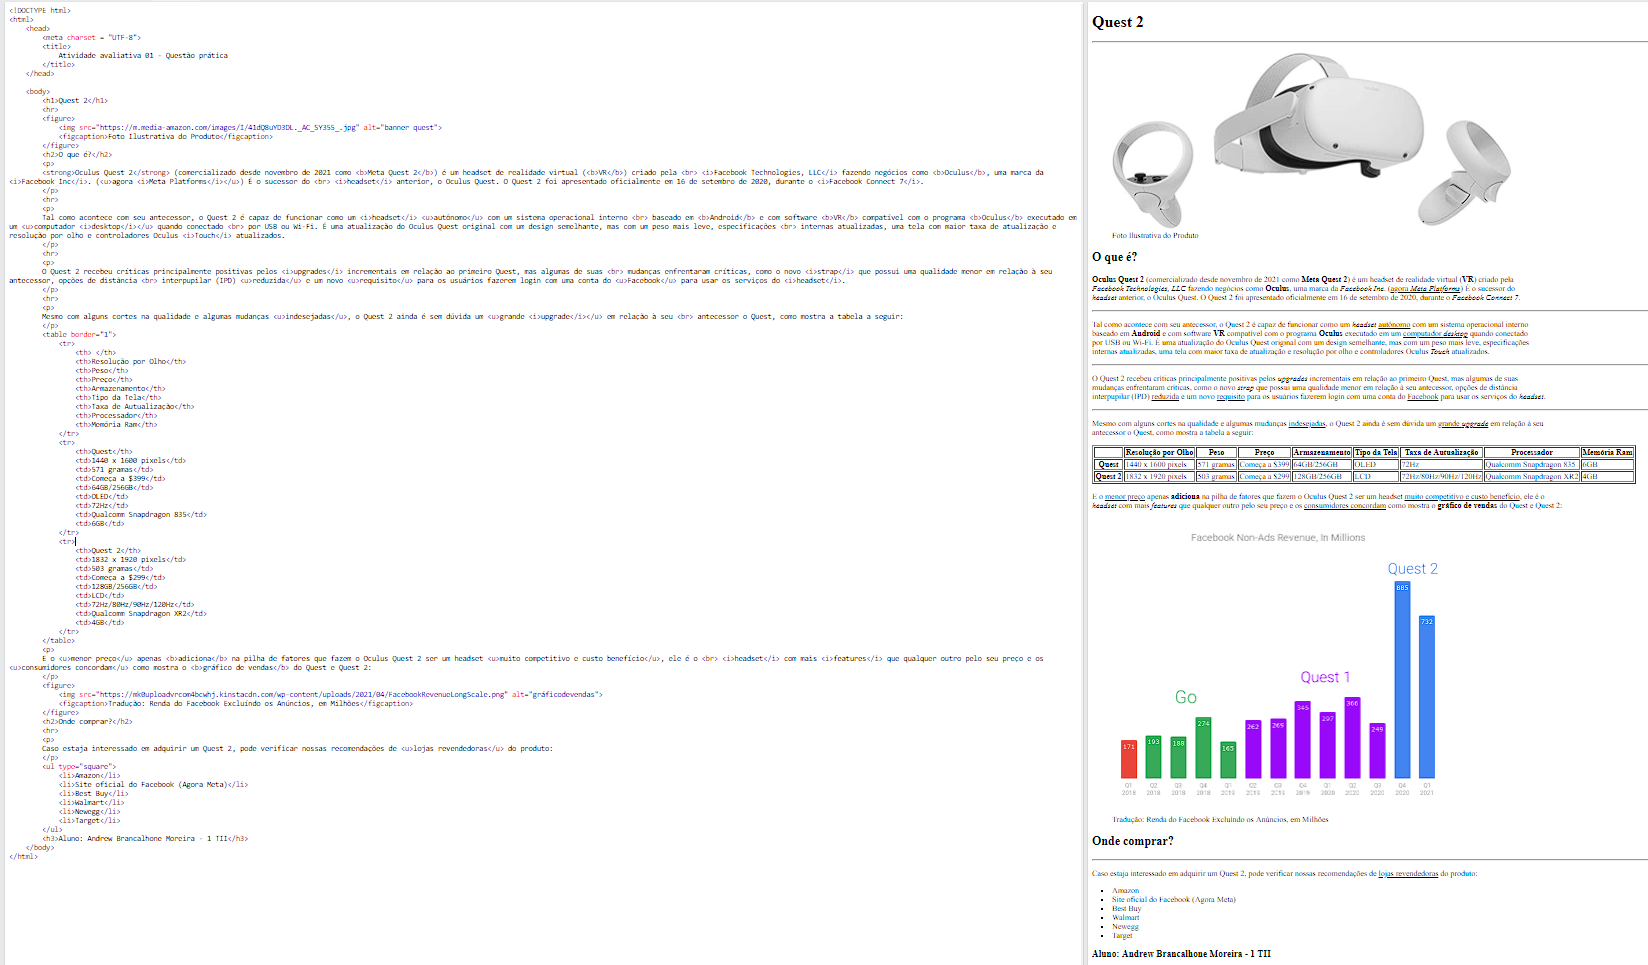 <!DOCTYPE html>
<html>
<head>
<meta charset = "UTF-8">
<title>
Atividade avaliativa 01 - Questão prática
</title>
</head>
<body>
<h1>Quest 2</h1>
<hr>
<figure>
<img src="https://m.media-amazon.com/images/I/41dQ8uYD3DL._AC_SY355_.jpg" alt="banner quest">
<figcaption>Foto Ilustrativa do Produto</figcaption>
</figure>
<h2>O que é?</h2>
<p>
<strong>Oculus Quest 2</strong> (comercializado desde novembro de 2021 como <b>Meta Quest 2</b>) é um headset de realidade virtual (<b>VR</b>) criado pela <br> <i>Facebook Technologies, LLC</i> fazendo negócios como <b>Oculus</b>, uma marca da
<i>Facebook Inc</i>. (<u>agora <i>Meta Platforms</i></u>) É o sucessor do <br> <i>headset</i> anterior, o Oculus Quest. O Quest 2 foi apresentado oficialmente em 16 de setembro de 2020, durante o <i>Facebook Connect 7</i>.
</p>
<hr>
<p>
Tal como acontece com seu antecessor, o Quest 2 é capaz de funcionar como um <i>headset</i> <u>autónomo</u> com um sistema operacional interno <br> baseado em <b>Android</b> e com software <b>VR</b> compatível com o programa <b>Oculus</b> executado em
um <u>computador <i>desktop</i></u> quando conectado <br> por USB ou Wi-Fi. É uma atualização do Oculus Quest original com um design semelhante, mas com um peso mais leve, especificações <br> internas atualizadas, uma tela com maior taxa de atualização e
resolução por olho e controladores Oculus <i>Touch</i> atualizados.
</p>
<hr>
<p>
O Quest 2 recebeu críticas principalmente positivas pelos <i>upgrades</i> incrementais em relação ao primeiro Quest, mas algumas de suas <br> mudanças enfrentaram críticas, como o novo <i>strap</i> que possui uma qualidade menor em relação à seu
antecessor, opções de distância <br> interpupilar (IPD) <u>reduzida</u> e um novo <u>requisito</u> para os usuários fazerem login com uma conta do <u>Facebook</u> para usar os serviços do <i>headset</i>.
</p>
<hr>
<p>
Mesmo com alguns cortes na qualidade e algumas mudanças <u>indesejadas</u>, o Quest 2 ainda é sem dúvida um <u>grande <i>upgrade</i></u> em relação à seu <br> antecessor o Quest, como mostra a tabela a seguir:
</p>
<table border="1">
<tr>
<th> </th>
<th>Resolução por Olho</th>
<th>Peso</th>
<th>Preço</th>
<th>Armazenamento</th>
<th>Tipo da Tela</th>
<th>Taxa de Autualização</th>
<th>Processador</th>
<th>Memória Ram</th>
</tr>
<tr>
<th>Quest</th>
<td>1440 x 1600 pixels</td>
<td>571 gramas</td>
<td>Começa a $399</td>
<td>64GB/256GB</td>
<td>OLED</td>
<td>72Hz</td>
<td>Qualcomm Snapdragon 835</td>
<td>6GB</td>
</tr>
<tr>
<th>Quest 2</th>
<td>1832 x 1920 pixels</td>
<td>503 gramas</td>
<td>Começa a $299</td>
<td>128GB/256GB</td>
<td>LCD</td>
<td>72Hz/80Hz/90Hz/120Hz</td>
<td>Qualcomm Snapdragon XR2</td>
<td>4GB</td>
</tr>
</table>
<p>
E o <u>menor preço</u> apenas <b>adiciona</b> na pilha de fatores que fazem o Oculus Quest 2 ser um headset <u>muito competitivo e custo benefício</u>, ele é o <br> <i>headset</i> com mais <i>features</i> que qualquer outro pelo seu preço e os
<u>consumidores concordam</u> como mostra o <b>gráfico de vendas</b> do Quest e Quest 2:
</p>
<figure>
<img src="https://mk0uploadvrcom4bcwhj.kinstacdn.com/wp-content/uploads/2021/04/FacebookRevenueLongScale.png" alt="gráficodevendas">
<figcaption>Tradução: Renda do Facebook Excluíndo os Anúncios, em Milhões</figcaption>
</figure>
<h2>Onde comprar?</h2>
<hr>
<p>
Caso estaja interessado em adquirir um Quest 2, pode verificar nossas recomendações de <u>lojas revendedoras</u> do produto:
</p>
<ul type="square">
<li>Amazon</li>
<li>Site oficial do Facebook (Agora Meta)</li>
<li>Best Buy</li>
<li>Walmart</li>
<li>Newegg</li>
<li>Target</li>
</ul>
<h3>Aluno: Andrew Brancalhone Moreira - 1 TII</h3>
</body>
</html>
Quest 2
Foto Ilustrativa do Produto
O que é?
Oculus Quest 2 (comercializado desde novembro de 2021 como Meta Quest 2) é um headset de realidade virtual (VR) criado pela
Facebook Technologies, LLC fazendo negócios como Oculus, uma marca da Facebook Inc. (agora Meta Platforms) É o sucessor do
headset anterior, o Oculus Quest. O Quest 2 foi apresentado oficialmente em 16 de setembro de 2020, durante o Facebook Connect 7.
Tal como acontece com seu antecessor, o Quest 2 é capaz de funcionar como um headset autónomo com um sistema operacional interno
baseado em Android e com software VR compatível com o programa Oculus executado em um computador desktop quando conectado
por USB ou Wi-Fi. É uma atualização do Oculus Quest original com um design semelhante, mas com um peso mais leve, especificações
internas atualizadas, uma tela com maior taxa de atualização e resolução por olho e controladores Oculus Touch atualizados.
O Quest 2 recebeu críticas principalmente positivas pelos upgrades incrementais em relação ao primeiro Quest, mas algumas de suas
mudanças enfrentaram críticas, como o novo strap que possui uma qualidade menor em relação à seu antecessor, opções de distância
interpupilar (IPD) reduzida e um novo requisito para os usuários fazerem login com uma conta do Facebook para usar os serviços do headset.
Mesmo com alguns cortes na qualidade e algumas mudanças indesejadas, o Quest 2 ainda é sem dúvida um grande upgrade em relação à seu
antecessor o Quest, como mostra a tabela a seguir:
Resolução por Olho Peso Preço Armazenamento Tipo da Tela Taxa de Autualização Processador Memória Ram
Quest 1440 x 1600 pixels 571 gramas Começa a $399 64GB/256GB OLED 72Hz Qualcomm Snapdragon 835 6GB
Quest 2 1832 x 1920 pixels 503 gramas Começa a $299 128GB/256GB LCD 72Hz/80Hz/90Hz/120Hz Qualcomm Snapdragon XR2 4GB
E o menor preço apenas adiciona na pilha de fatores que fazem o Oculus Quest 2 ser um headset muito competitivo e custo benefício, ele é o
headset com mais features que qualquer outro pelo seu preço e os consumidores concordam como mostra o gráfico de vendas do Quest e Quest 2:
Facebook Non-Ads Revenue, In Millions
Quest 2
885
732
Quest 1
Go
171 193 188 274 165 262 269 345 297 366 249
Q1 Q2 Q3 Q4 Q1 Q2 Q3 Q4 Q1 Q2 Q3 Q4 Q1
2018 2018 2018 2018 2019 2019 2019 2019 2020 2020 2020 2020 2021
Tradução: Renda do Facebook Excluíndo os Anúncios, em Milhões
Onde comprar?
Caso estaja interessado em adquirir um Quest 2, pode verificar nossas recomendações de lojas revendedoras do produto:
Amazon
Site oficial do Facebook (Agora Meta)
Best Buy
Walmart
Newegg
Target
Aluno: Andrew Brancalhone Moreira - 1 TII